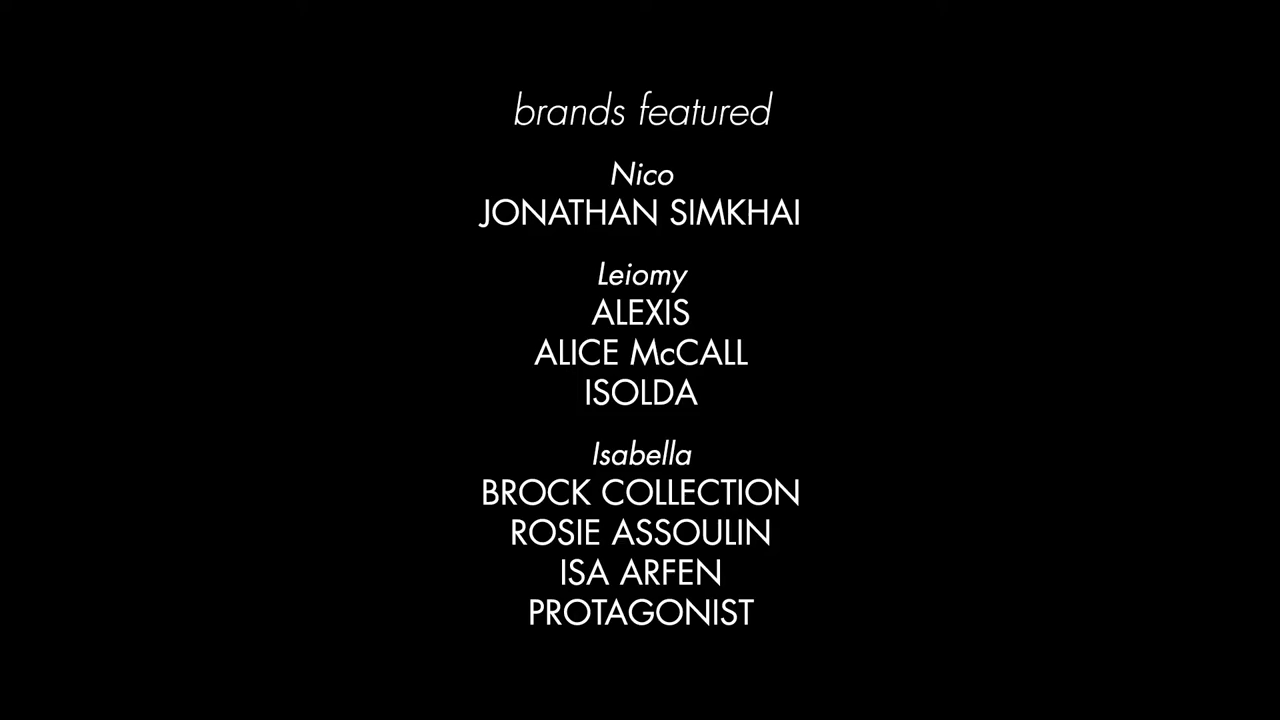 brands featured
Nico
JONATHAN SIMKHAI
Leiomy
ALEXIS
ALICE McCALL
ISOLDA
Isabella
BROCK COLLECTION
ROSIE ASSOULIN
ISA ARFEN
PROTAGONIST